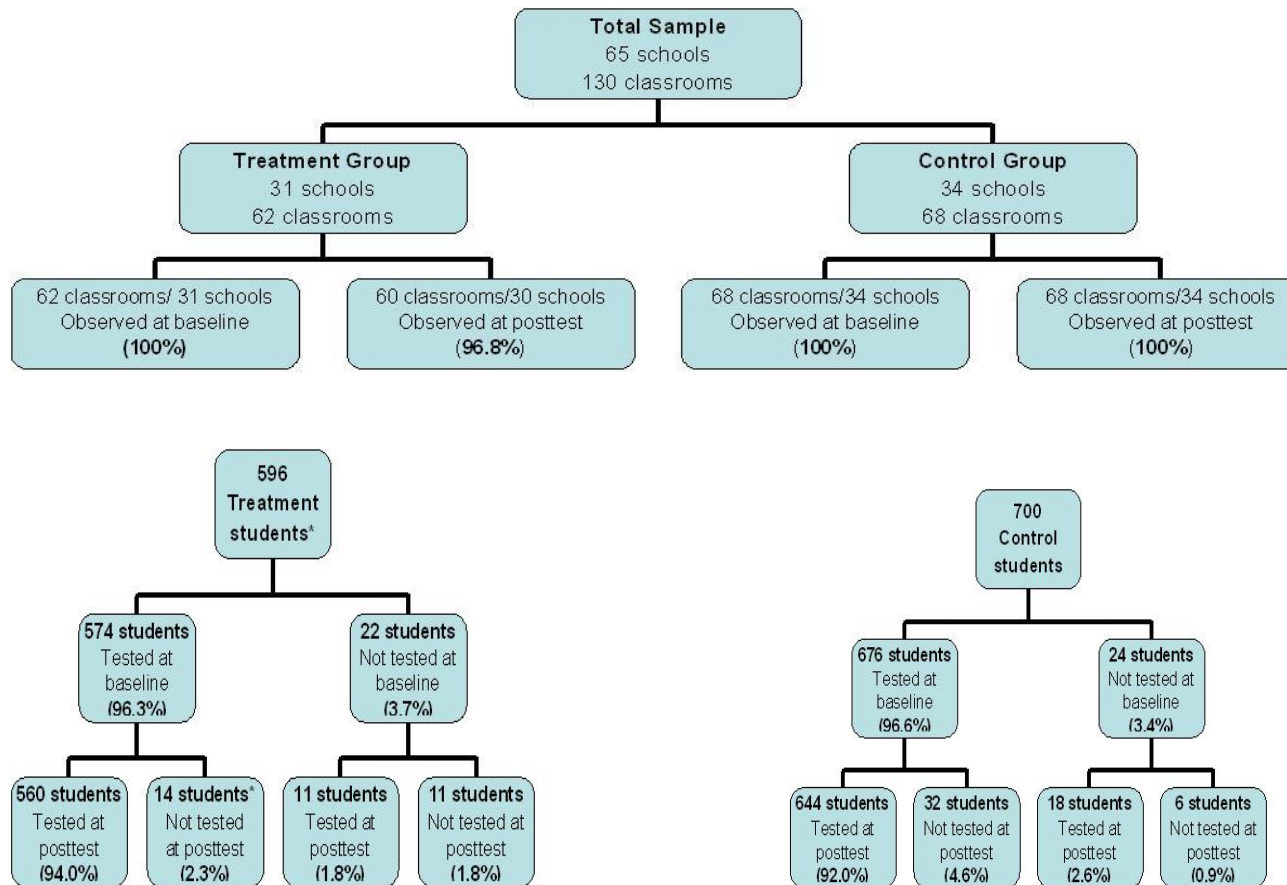 Total Sample
65 schools
130 classrooms
Treatment Group
31 schools
62 classrooms
Control Group
34 schools
68 classrooms
62 classrooms/ 31 schools
Observed at baseline
(100%)
60 classrooms/30 schools
Observed at posttest
(96.8%)
68 classrooms/34 schools
Observed at baseline
(100%)
68 classrooms/34 schools
Observed at posttest
(100%)
596
Treatment
students*
574 students
Tested at
baseline
(96.3%)
22 students
Not tested at
baseline
(3.7%)
560 students
Tested at
posttest
(94.0%)
14 students*
Not tested
at posttest
(2.3%)
11 students
Tested at
posttest
(1.8%)
11 students
Not tested at
posttest
(1.8%)
700
Control
students
676 students
Tested at
baseline
(96.6%)
24 students
Not tested at
baseline
(3.4%)
644 students
Tested at
posttest
(92.0%)
32 students
Not tested at
posttest
(4.6%)
18 students
Tested at
posttest
(2.6%)
6 students
Not tested at
posttest
(0.9%)